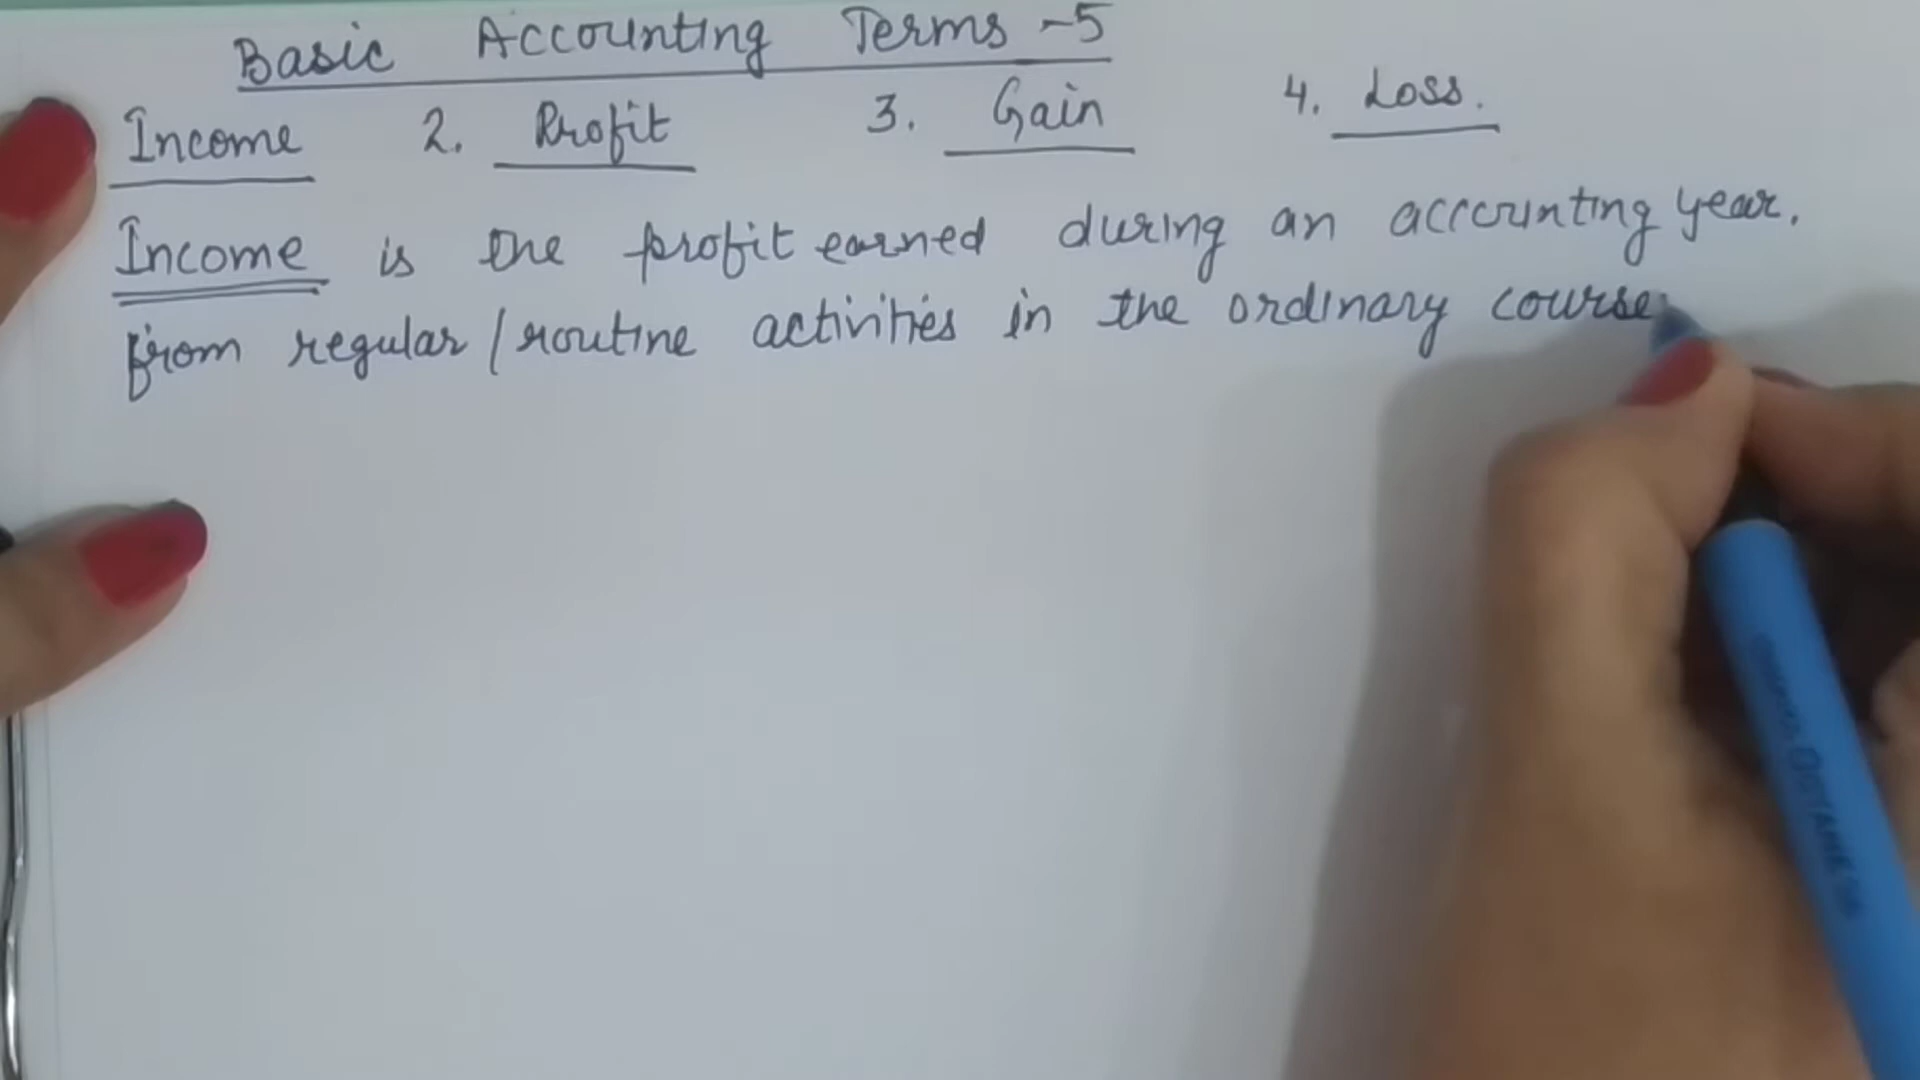 Basic Accounting Terms -5
Income 2. Profit 3. Gain 4. Loss.
Income is the profit earned during an accounting year.
from regular / routine activities in the ordinary course